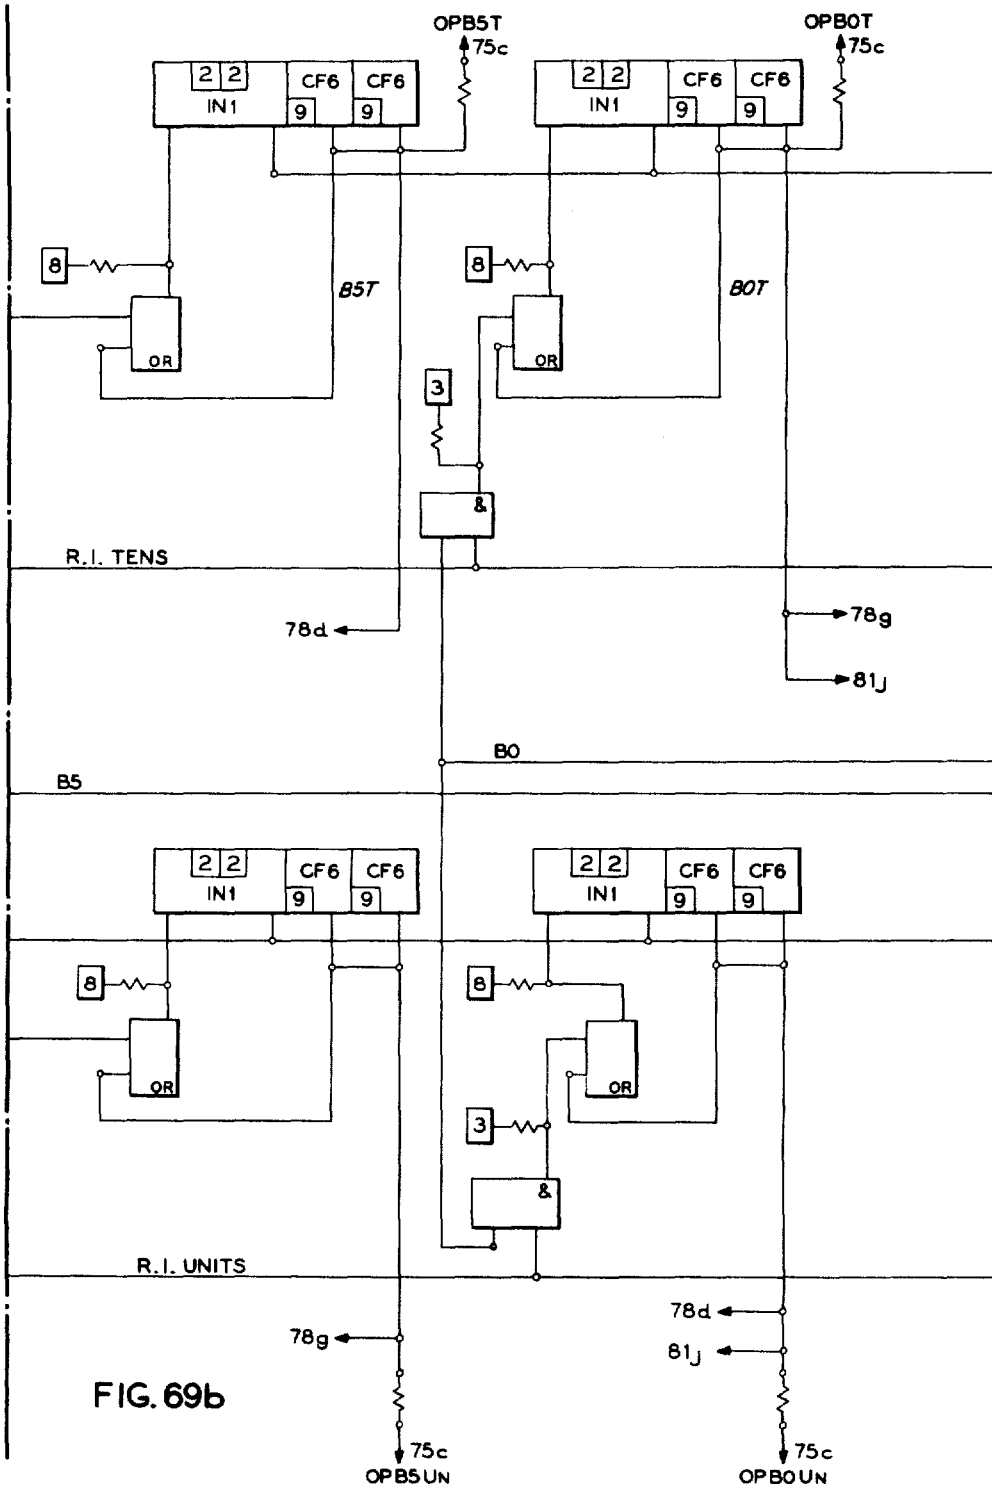 OPB5T OPB0T
75c 75c
2 2 CF6 CF6 2 2 CF6 CF6
IN1 9 9 IN1 9 9
8 8
B5T B0T
OR OR
3
&
R.I. TENS
78g
78d
81j
B0
B5
2 2 CF6 CF6 2 2 CF6 CF6
IN1 9 9 IN1 9 9
8 8
OR OR
3
&
R.I. UNITS
78d
78g
81j
FIG. 69b
75c 75c
OPB5UN OPB0UN